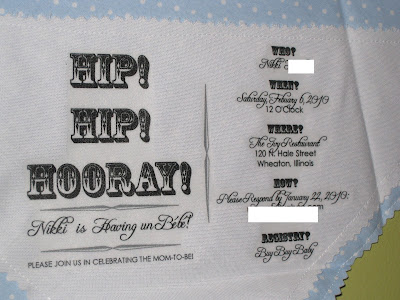 HIP!
HIP!
HOORAY!
Nikki is Having un Bébé!
PLEASE JOIN US IN CELEBRATING THE MOM-TO-BE!
WHO?
Nikki
WHEN?
Saturday, February 6, 2010
12 O'Clock
WHERE?
The Joy Restaurant
120 N. Hale Street
Wheaton, Illinois
HOW?
Please Respond by January 22, 2010:
REGISTRY?
Buy Buy Baby